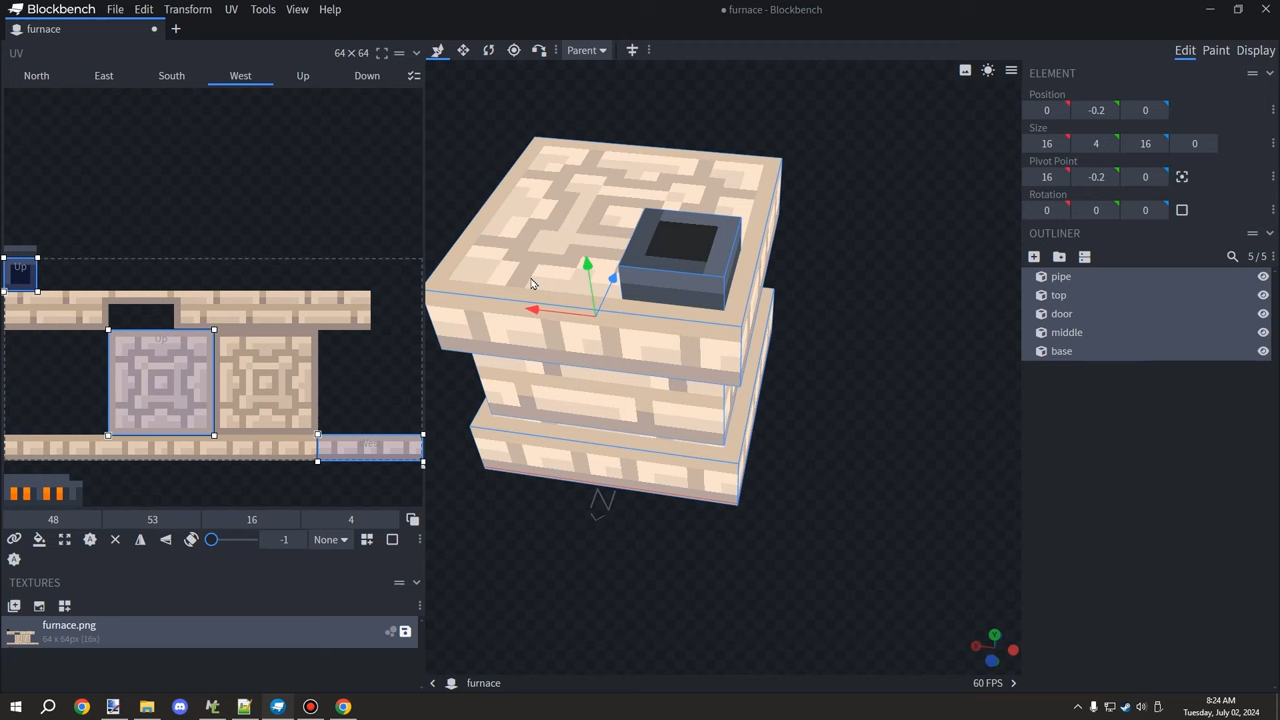 Blockbench File Edit Transform UV Tools View Help
furnace - Blockbench
furnace
UV 64 × 64
Parent
Edit Paint Display
North East South West Up Down
ELEMENT
Position
0 -0.2 0
Size
16 4 16 0
Pivot Point
16 -0.2 0
Rotation
0 0 0
OUTLINER
5/5
pipe
top
door
middle
base
Up
Up
48 53 16 4
-1 None
TEXTURES
furnace.png
64 x 64px (16x)
N
furnace
60 FPS
8:24 AM
Tuesday, July 02, 2024